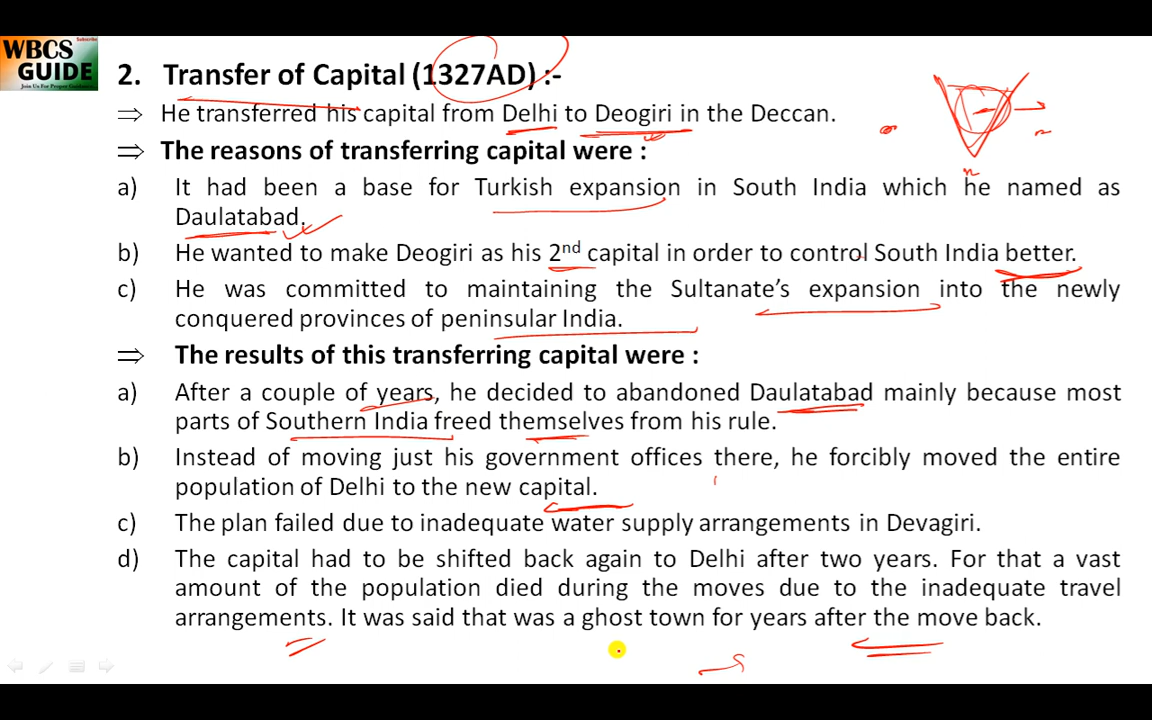 Subscribe
WBCS
GUIDE
Join Us For Proper Guidance
2. Transfer of Capital (1327AD) :-
⇒ He transferred his capital from Delhi to Deogiri in the Deccan.
⇒ The reasons of transferring capital were :
a) It had been a base for Turkish expansion in South India which he named as
Daulatabad.
b) He wanted to make Deogiri as his 2nd capital in order to control South India better.
c) He was committed to maintaining the Sultanate’s expansion into the newly
conquered provinces of peninsular India.
⇒ The results of this transferring capital were :
a) After a couple of years, he decided to abandoned Daulatabad mainly because most
parts of Southern India freed themselves from his rule.
b) Instead of moving just his government offices there, he forcibly moved the entire
population of Delhi to the new capital.
c) The plan failed due to inadequate water supply arrangements in Devagiri.
d) The capital had to be shifted back again to Delhi after two years. For that a vast
amount of the population died during the moves due to the inadequate travel
arrangements. It was said that was a ghost town for years after the move back.